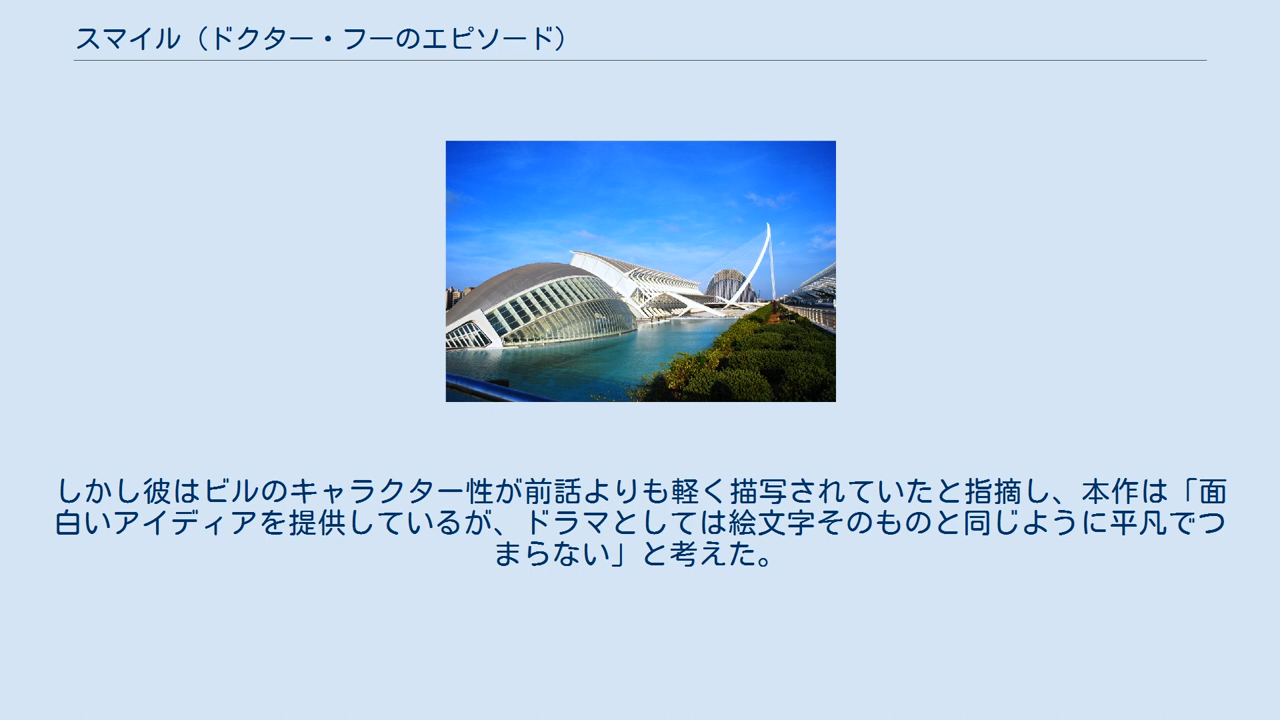 スマイル（ドクター・フーのエピソード）
しかし彼はビルのキャラクター性が前話よりも軽く描写されていたと指摘し、本作は「面
白いアイディアを提供しているが、ドラマとしては絵文字そのものと同じように平凡でつ
まらない」と考えた。